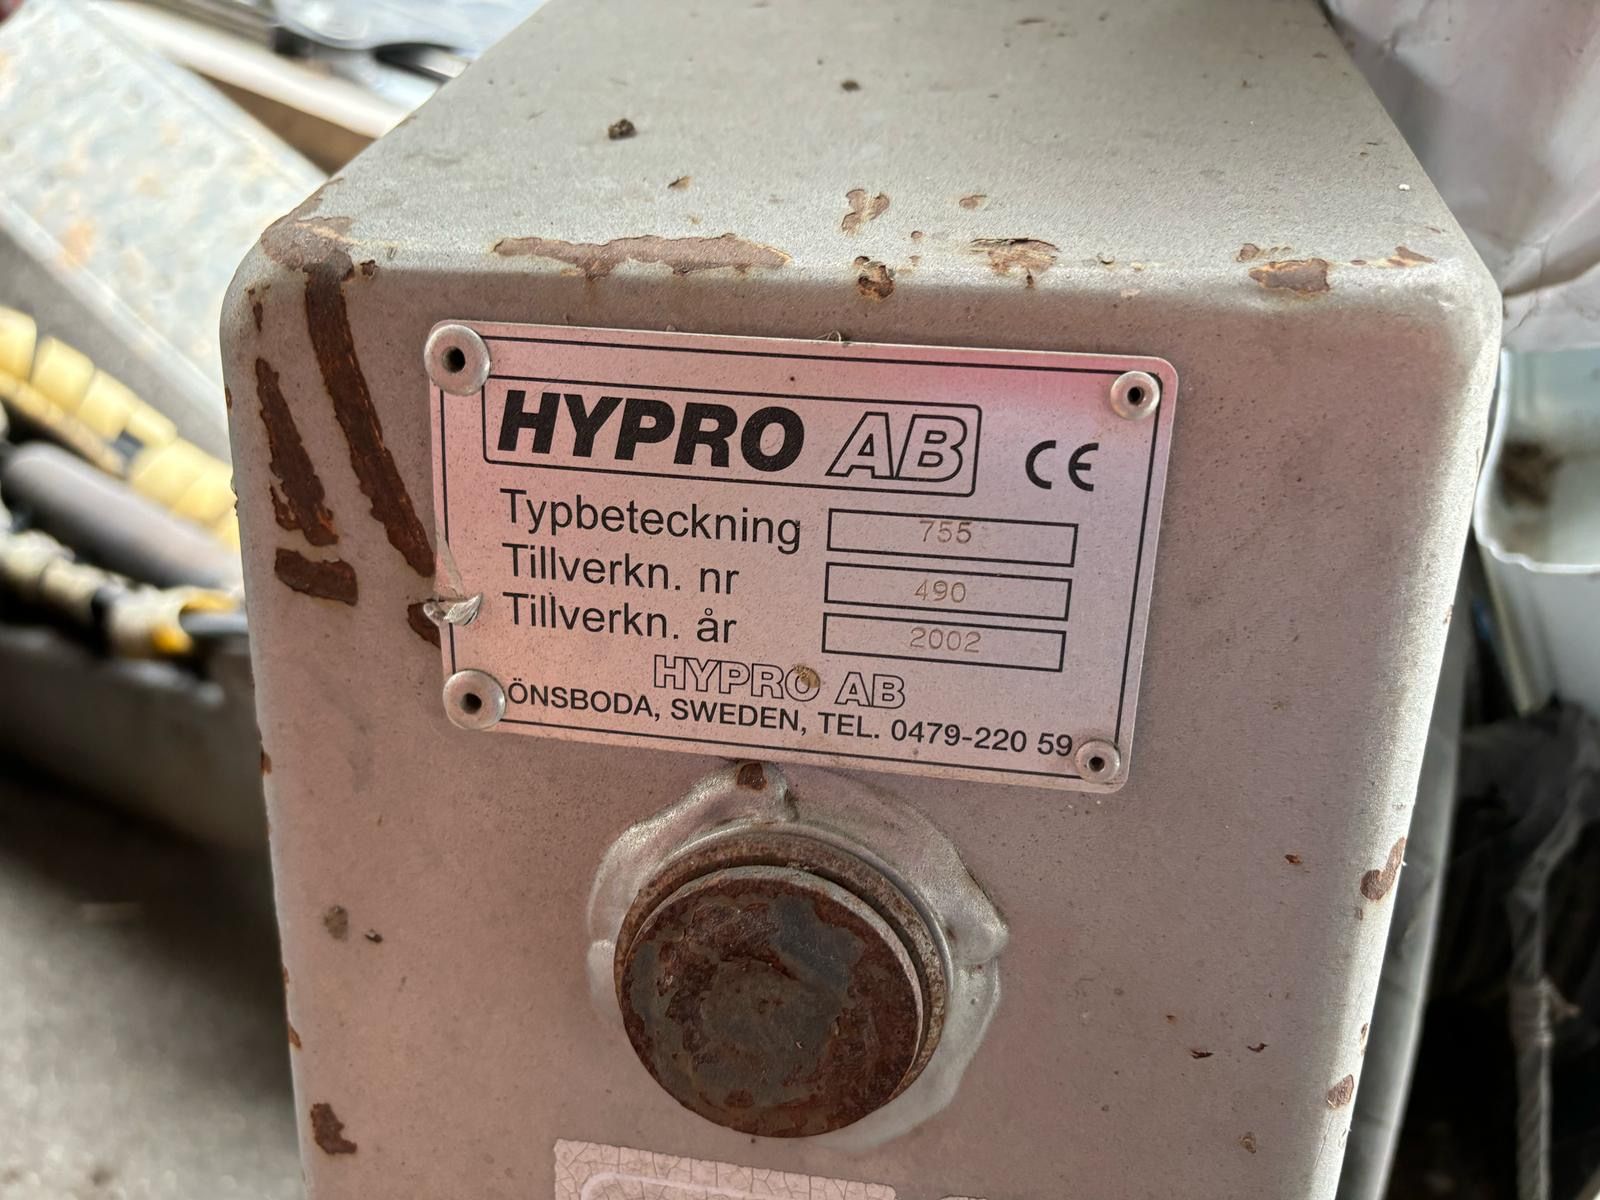 HYPRO AB CE
Typbeteckning 755
Tillverkn. nr 490
Tillverkn. år 2002
HYPRO AB
ÖNSBODA, SWEDEN, TEL. 0479-220 59